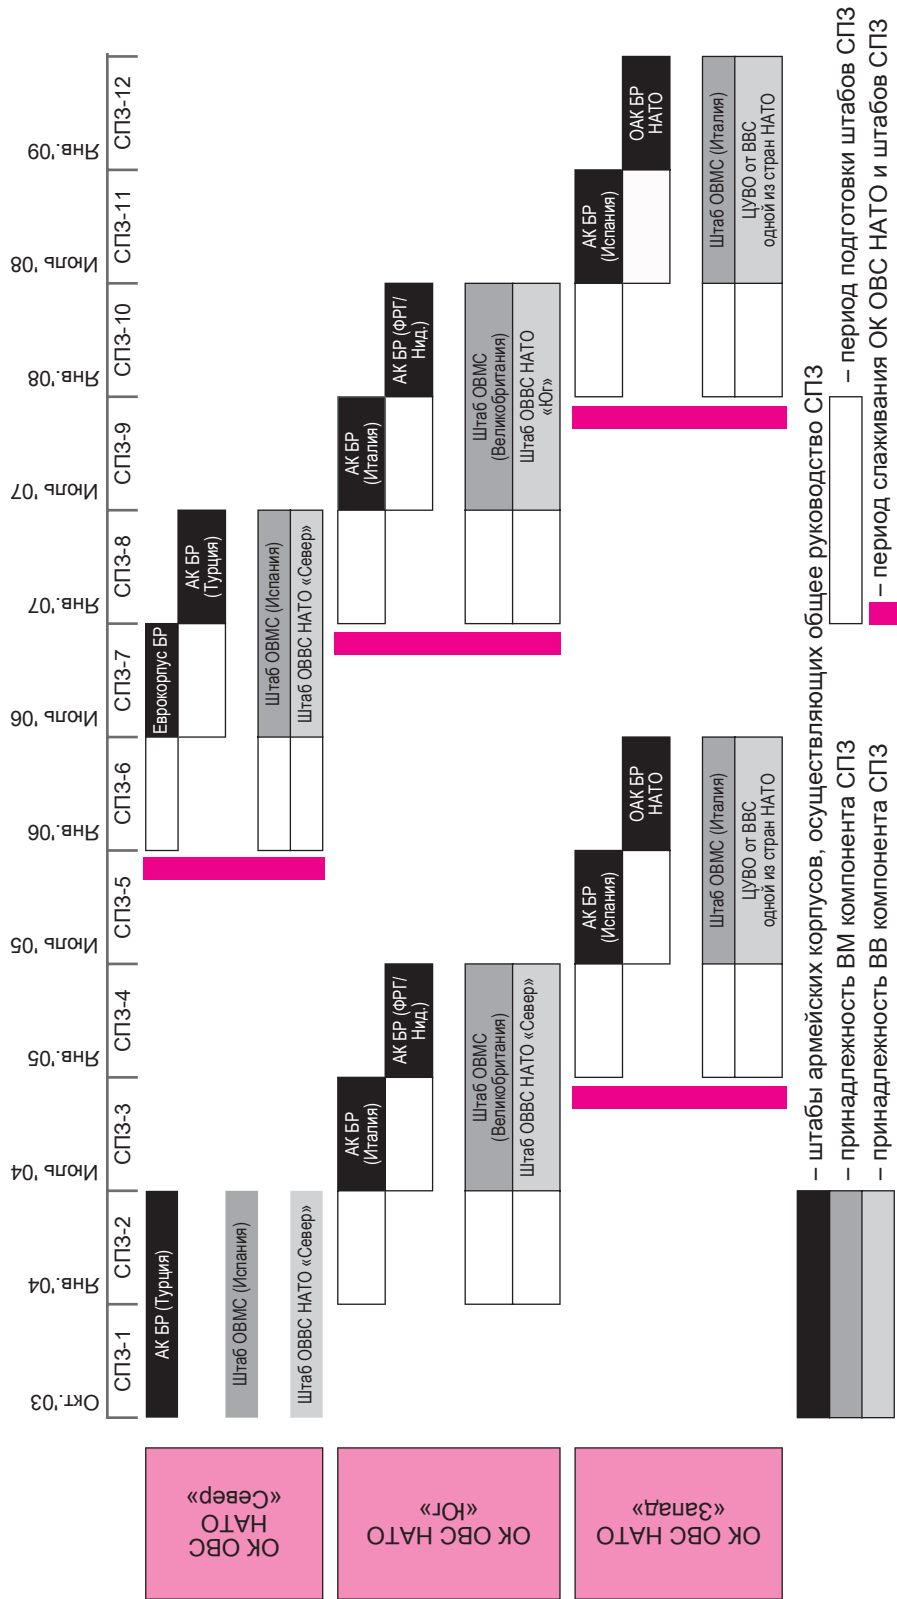 Окт.'03
Янв.'04
Июль '04
Янв.'05
Июль '05
Янв.'06
Июль '06
Янв.'07
Июль '07
Янв.'08
Июль '08
Янв.'09
СПЗ-1
СПЗ-2
СПЗ-3
СПЗ-4
СПЗ-5
СПЗ-6
СПЗ-7
СПЗ-8
СПЗ-9
СПЗ-10
СПЗ-11
СПЗ-12
ОК ОВС
НАТО
«Север»
АК БР (Турция)
Штаб ОВМС (Испания)
Штаб ОВВС НАТО «Север»
Еврокорпус БР
АК БР
(Турция)
Штаб ОВМС (Испания)
Штаб ОВВС НАТО «Север»
ОК ОВС НАТО
«Юг»
АК БР
(Италия)
АК БР (ФРГ/
Нид.)
Штаб ОВМС
(Великобритания)
Штаб ОВВС НАТО «Север»
АК БР
(Италия)
АК БР (ФРГ/
Нид.)
Штаб ОВМС
(Великобритания)
Штаб ОВВС НАТО
«Юг»
ОК ОВС НАТО
«Запад»
АК БР
(Испания)
ОАК БР
НАТО
Штаб ОВМС (Италия)
ЦУВО от ВВС
одной из стран НАТО
АК БР
(Испания)
ОАК БР
НАТО
Штаб ОВМС (Италия)
ЦУВО от ВВС
одной из стран НАТО
– штабы армейских корпусов, осуществляющих общее руководство СПЗ
– принадлежность ВМ компонента СПЗ
– принадлежность ВВ компонента СПЗ
– период подготовки штабов СПЗ
– период слаживания ОК ОВС НАТО и штабов СПЗ